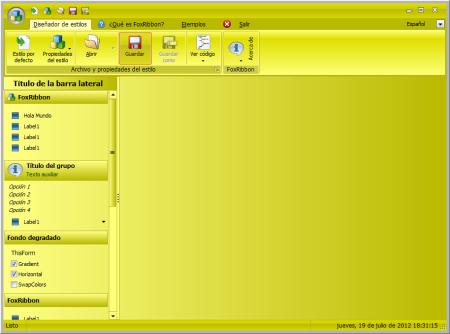 Diseñador de estilos ¿Qué es FoxRibbon? Ejemplos Salir Español
Estilo por defecto
Propiedades del estilo
Abrir
Guardar
Guardar como
Ver código
Acerca de
Archivo y propiedades del estilo
FoxRibbon
Título de la barra lateral
FoxRibbon
Hola Mundo
Label1
Label1
Label1
Título del grupo
Texto auxiliar
Opción 1
Opción 2
Opción 3
Opción 4
Label1
Fondo degradado
ThisForm
Gradient
Horizontal
SwapColors
FoxRibbon
Label1
Listo
jueves, 19 de julio de 2012 18:31:15